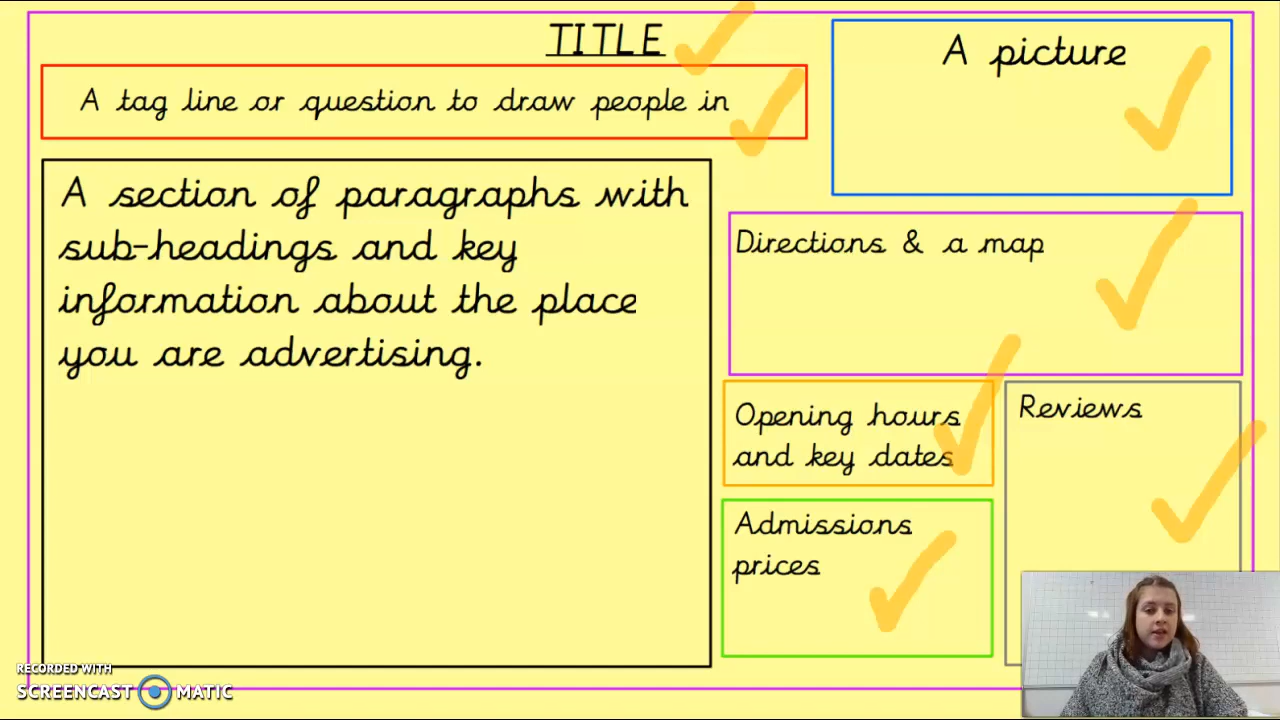 TITLE
A tag line or question to draw people in
A picture
A section of paragraphs with
sub-headings and key
information about the place
you are advertising.
Directions & a map
Opening hours
and key dates
Reviews
Admissions
prices
RECORDED WITH
SCREENCAST MATIC